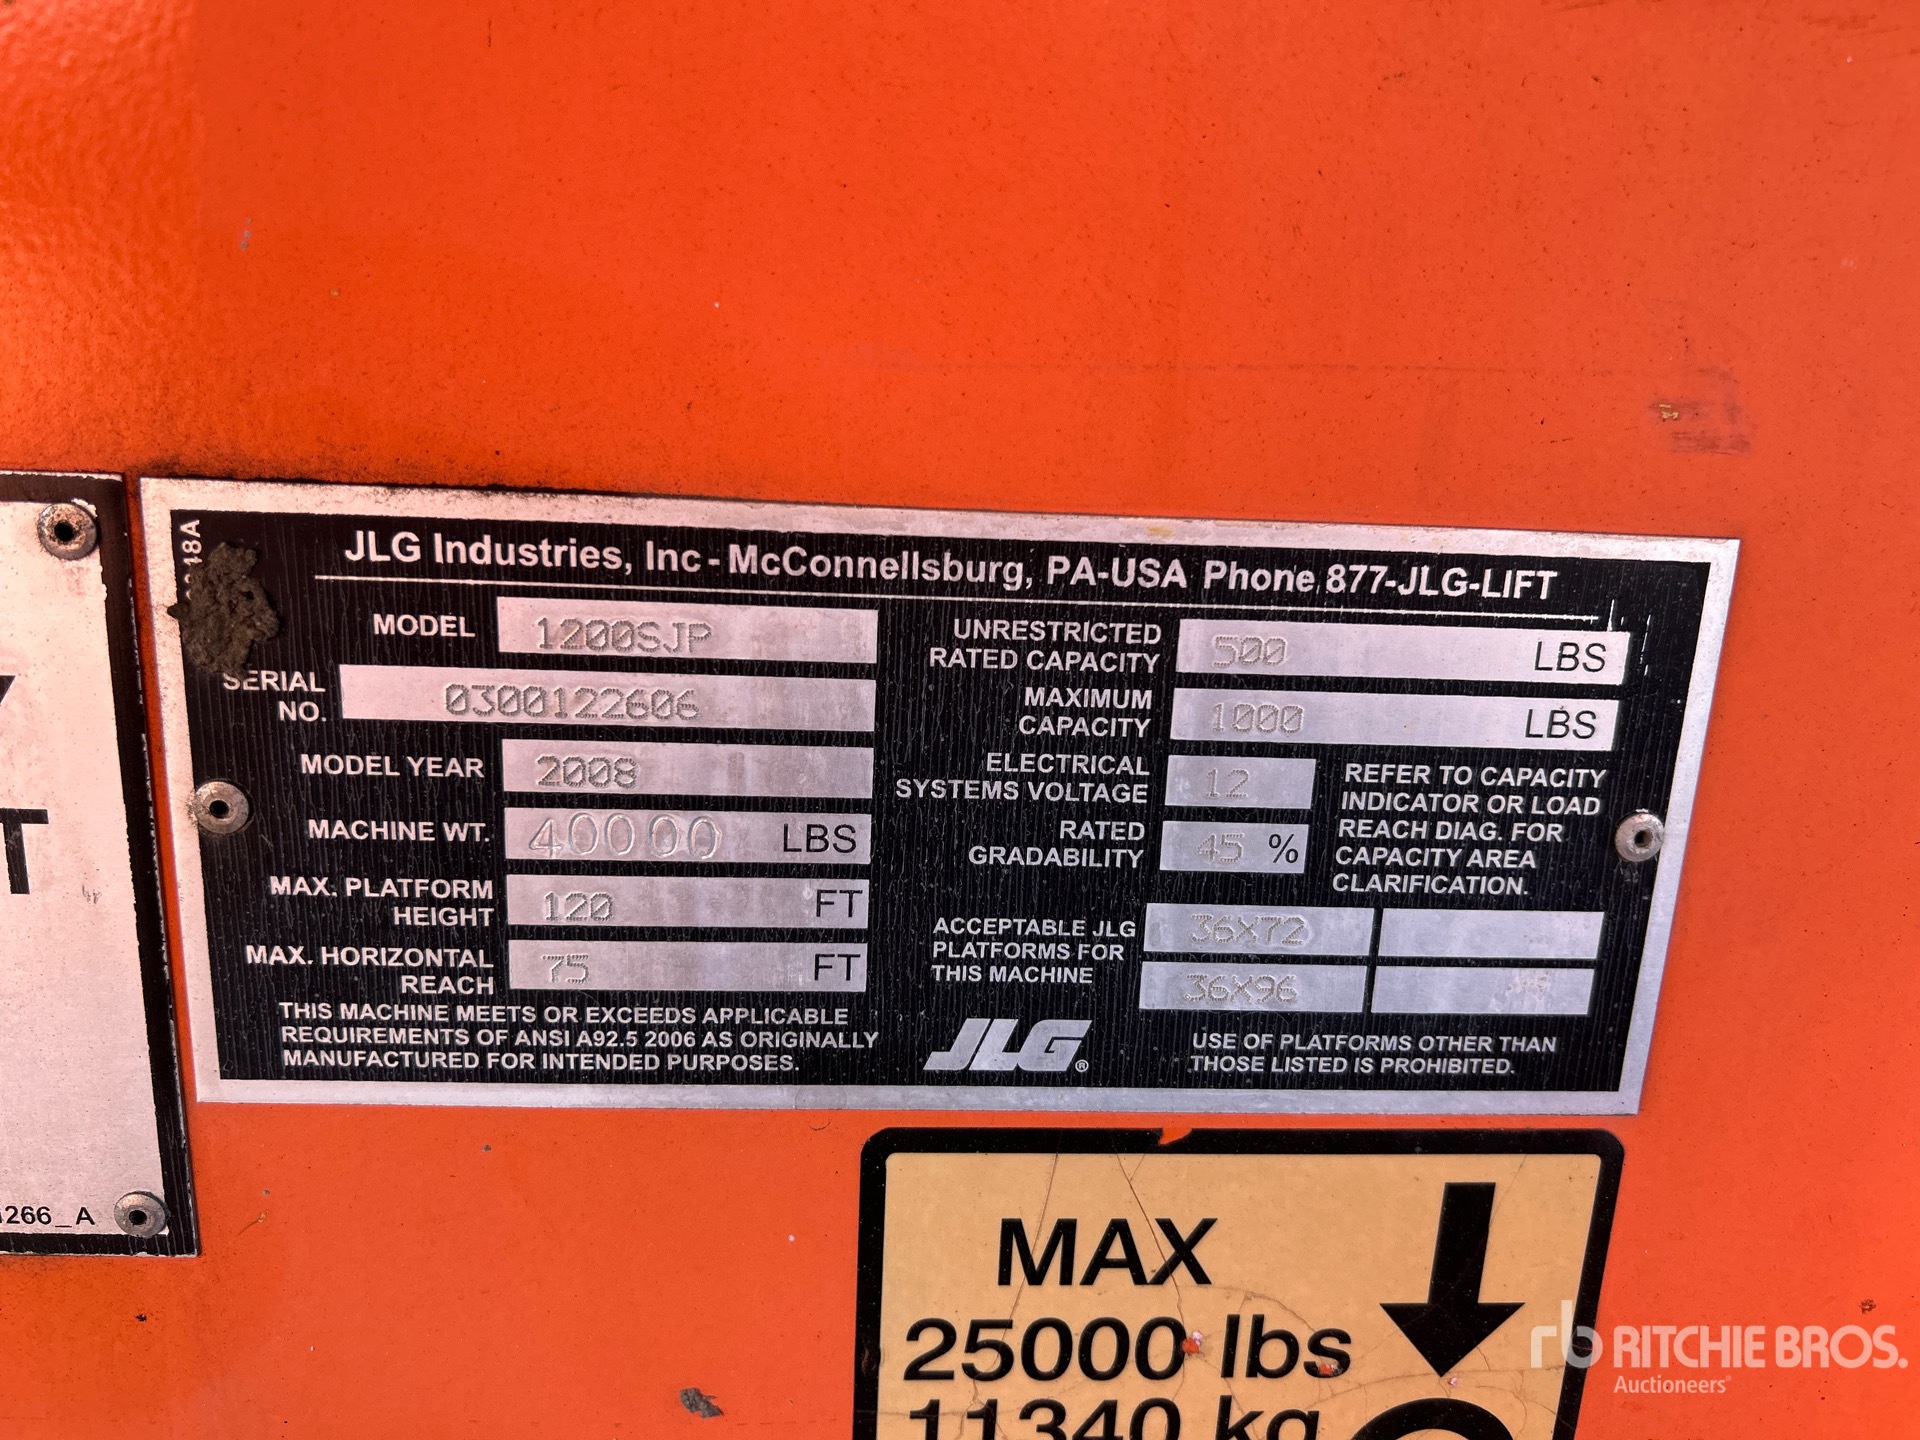 JLG Industries, Inc - McConnellsburg, PA-USA Phone 877-JLG-LIFT
MODEL 1200SJP
SERIAL NO. 0300122606
MODEL YEAR 2008
MACHINE WT. 40000 LBS
MAX. PLATFORM HEIGHT 120 FT
MAX. HORIZONTAL REACH 75 FT
THIS MACHINE MEETS OR EXCEEDS APPLICABLE
REQUIREMENTS OF ANSI A92.5 2006 AS ORIGINALLY
MANUFACTURED FOR INTENDED PURPOSES.
UNRESTRICTED
RATED CAPACITY 500 LBS
MAXIMUM
CAPACITY 1000 LBS
ELECTRICAL
SYSTEMS VOLTAGE 12
RATED
GRADABILITY 45 %
REFER TO CAPACITY
INDICATOR OR LOAD
REACH DIAG. FOR
CAPACITY AREA
CLARIFICATION.
ACCEPTABLE JLG
PLATFORMS FOR
THIS MACHINE
36X72
36X96
JLG®
USE OF PLATFORMS OTHER THAN
THOSE LISTED IS PROHIBITED.
266_A
MAX
25000 lbs
11340 kg
rb RITCHIE BROS.
Auctioneers